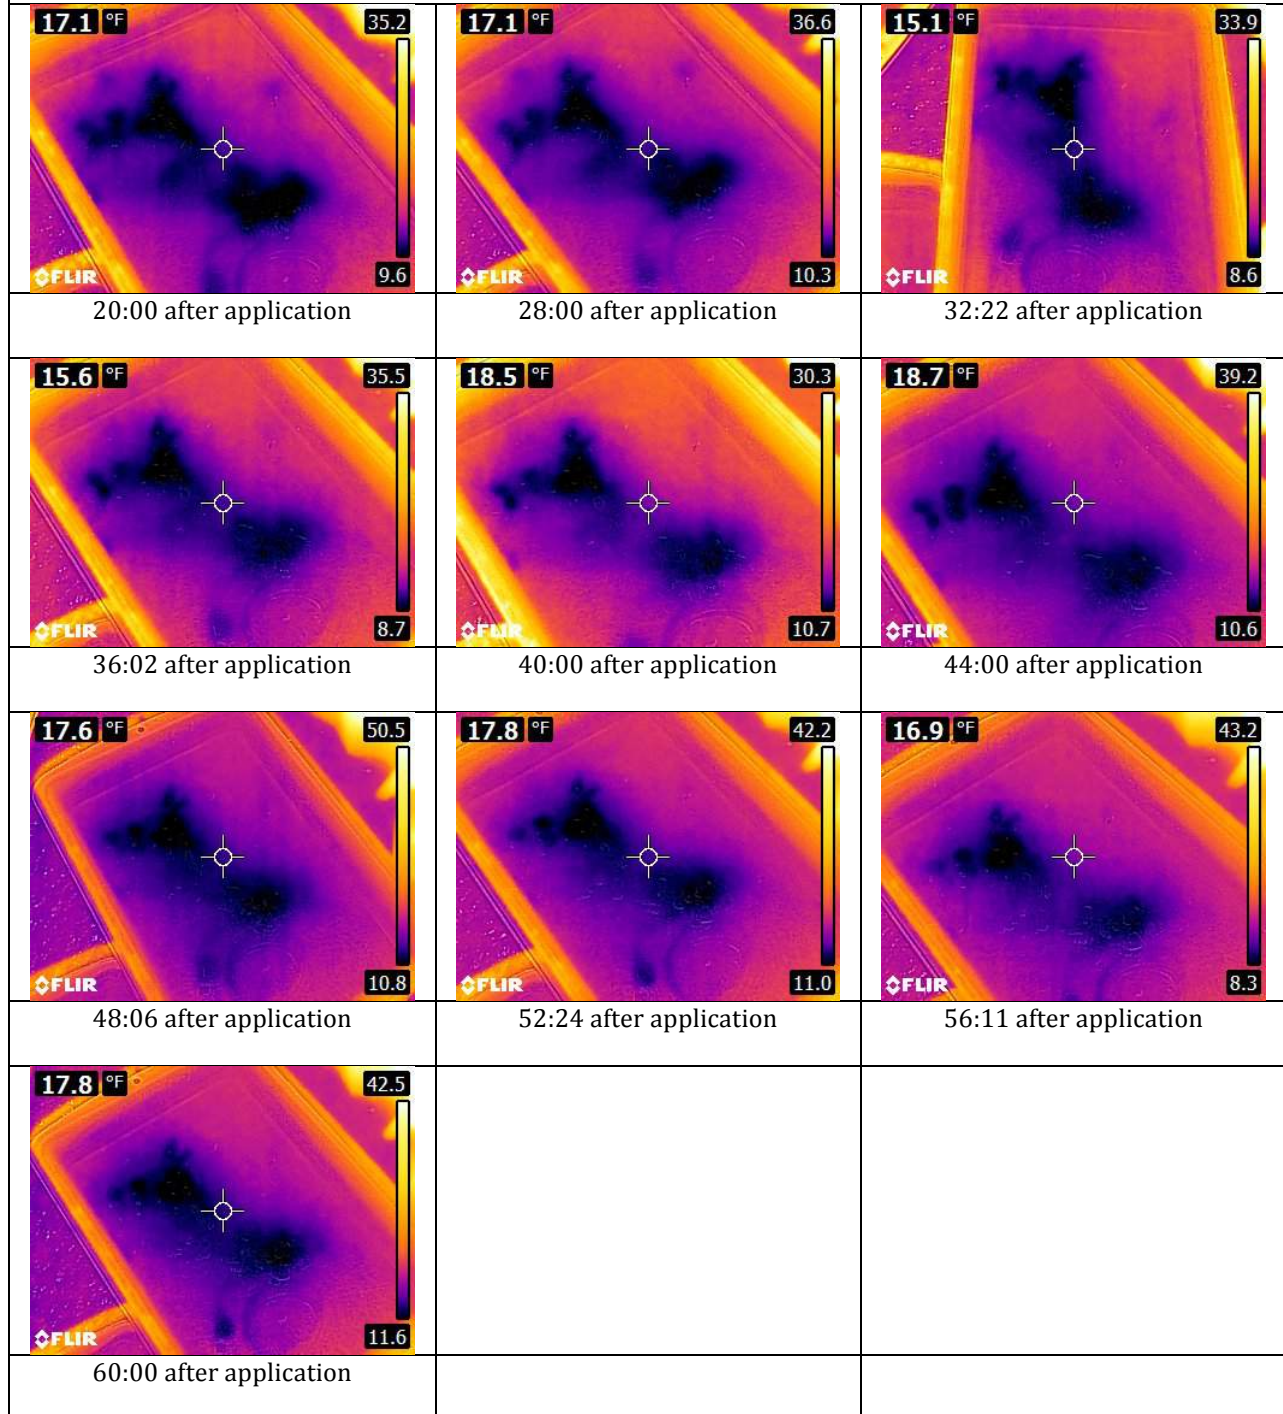 17.1 °F 35.2
9.6
FLIR
20:00 after application
17.1 °F 36.6
10.3
FLIR
28:00 after application
15.1 °F 33.9
8.6
FLIR
32:22 after application
15.6 °F 35.5
8.7
FLIR
36:02 after application
18.5 °F 30.3
10.7
FLIR
40:00 after application
18.7 °F 39.2
10.6
FLIR
44:00 after application
17.6 °F 50.5
10.8
FLIR
48:06 after application
17.8 °F 42.2
11.0
FLIR
52:24 after application
16.9 °F 43.2
8.3
FLIR
56:11 after application
17.8 °F 42.5
11.6
FLIR
60:00 after application